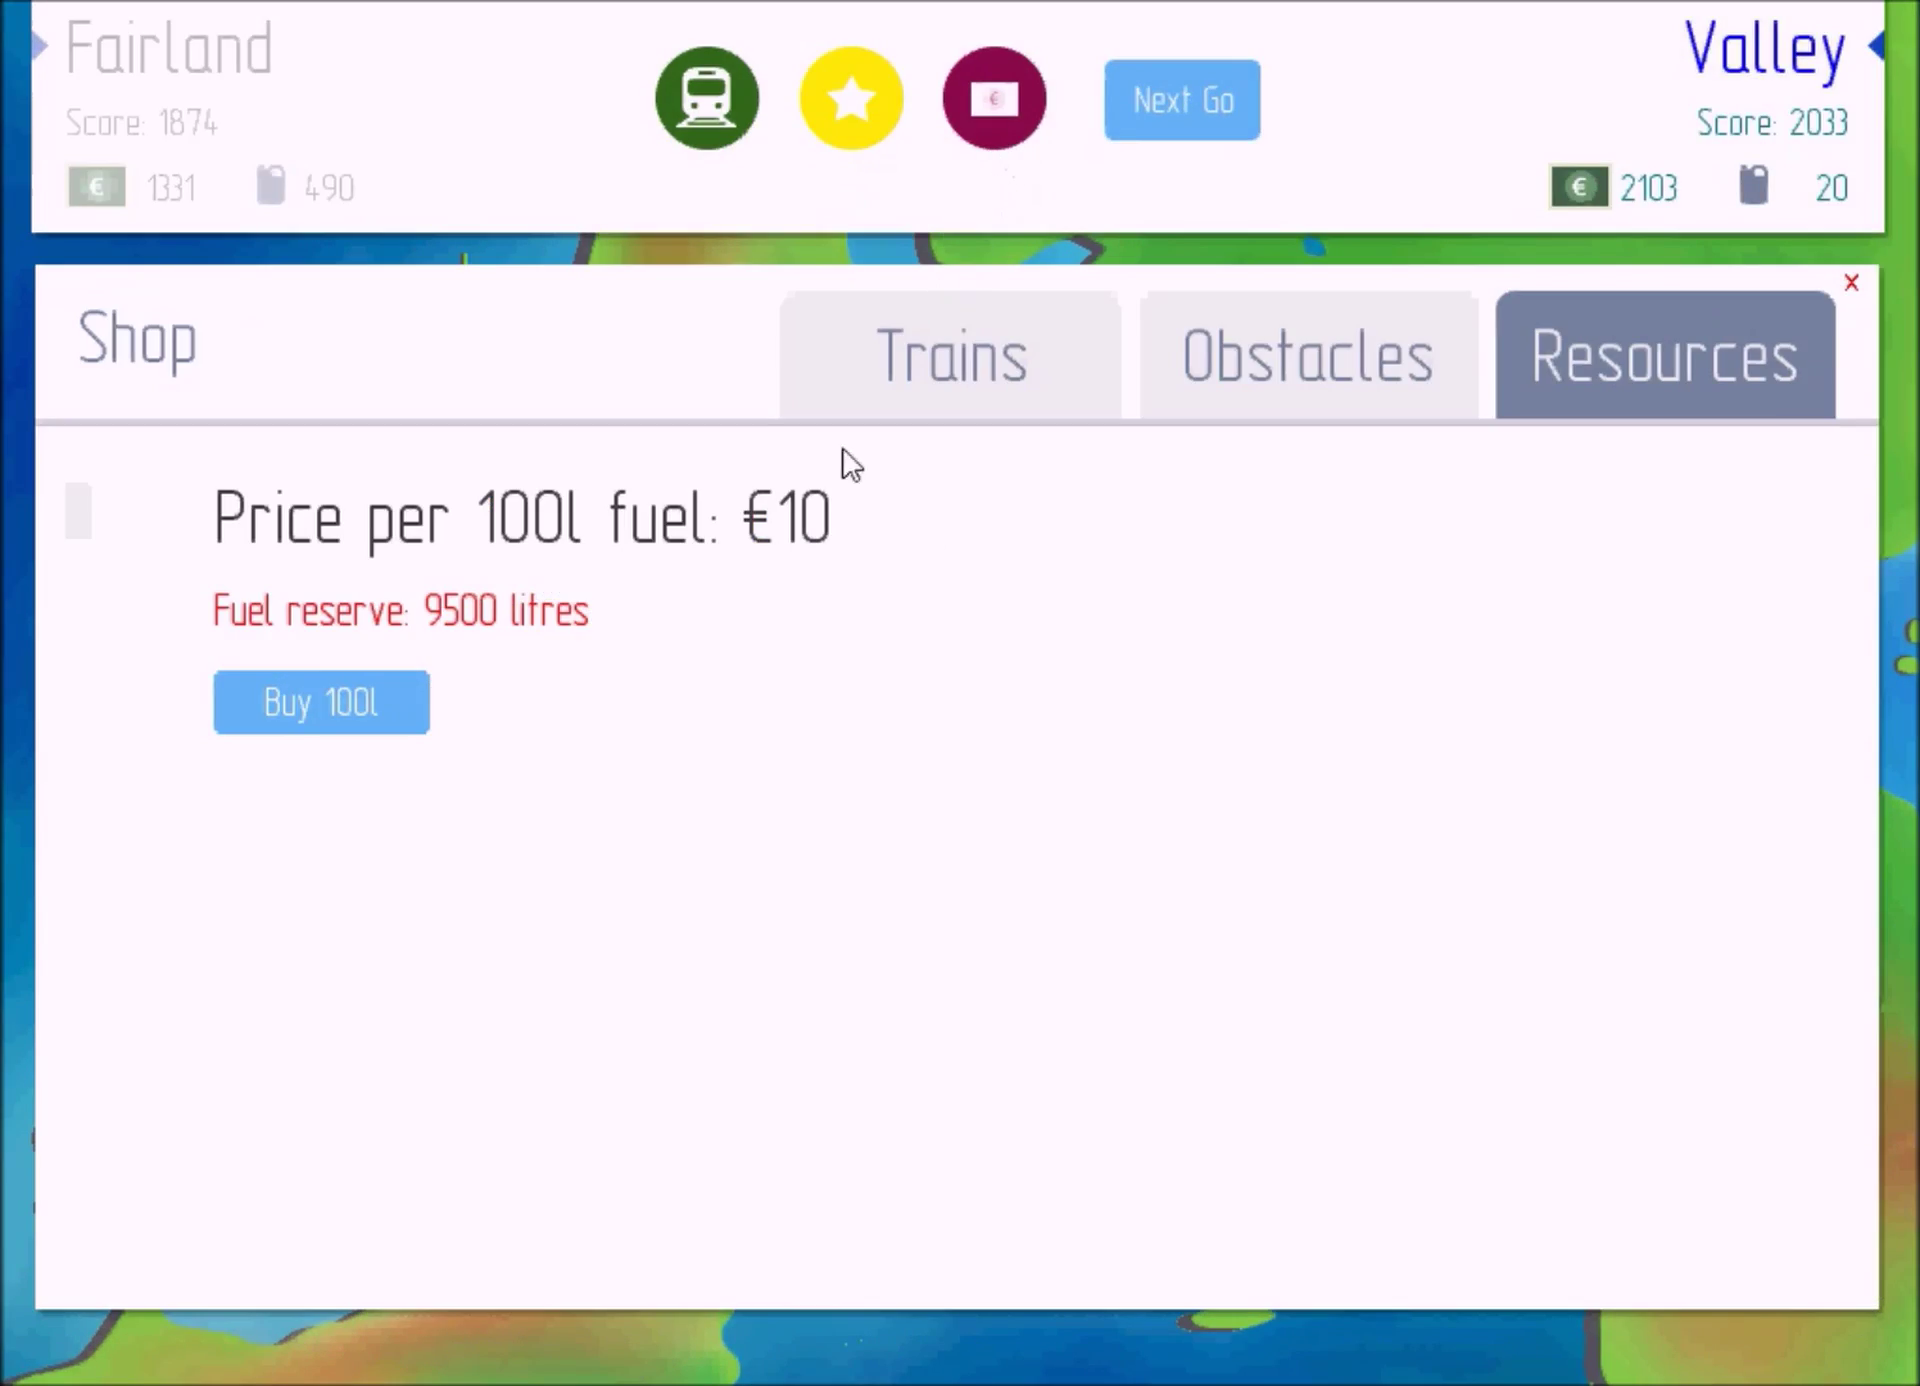 Fairland
Score: 1874
€ 1331 490
€
Next Go
Valley
Score: 2033
€ 2103 20
x
Shop
Trains
Obstacles
Resources
Price per 100l fuel: €10
Fuel reserve: 9500 litres
Buy 100l